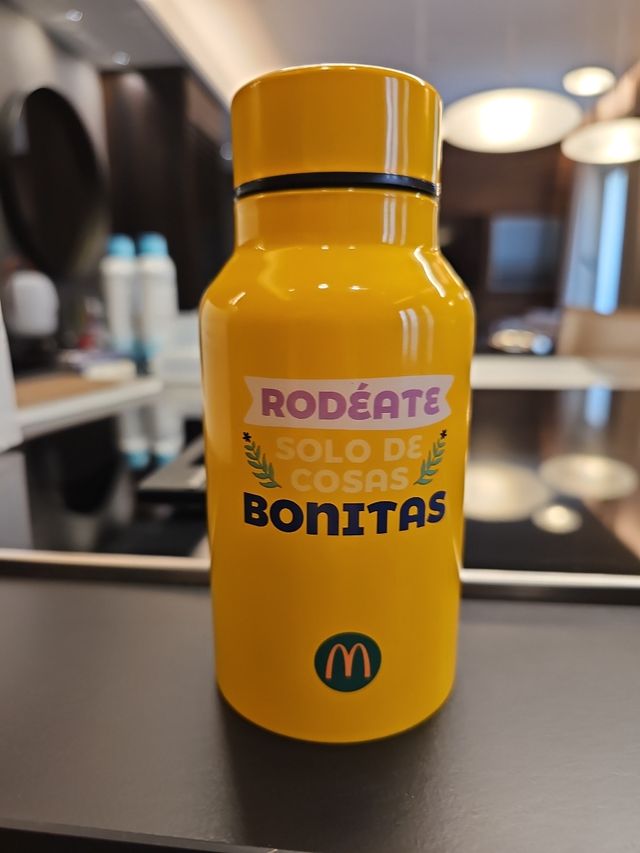 RODÉATE
SOLO DE
COSAS
BONITAS
M